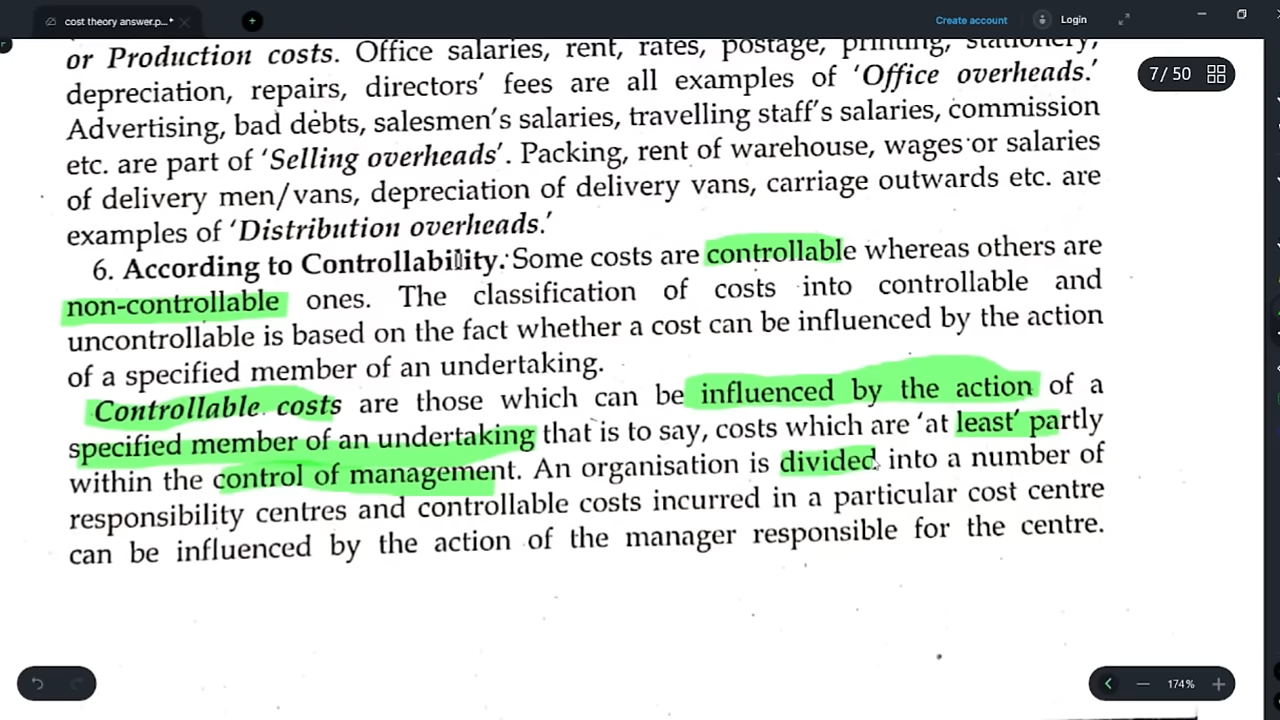 cost theory answer.p...*
Create account
Login
7/ 50
or Production costs. Office salaries, rent, rates, postage, printing, stationery,
depreciation, repairs, directors' fees are all examples of 'Office overheads.'
Advertising, bad debts, salesmen's salaries, travelling staff's salaries, commission
etc. are part of 'Selling overheads'. Packing, rent of warehouse, wages or salaries
of delivery men/vans, depreciation of delivery vans, carriage outwards etc. are
examples of 'Distribution overheads.'
6. According to Controllability. Some costs are controllable whereas others are
non-controllable ones. The classification of costs into controllable and
uncontrollable is based on the fact whether a cost can be influenced by the action
of a specified member of an undertaking.
Controllable costs are those which can be influenced by the action of a
specified member of an undertaking that is to say, costs which are 'at least' partly
within the control of management. An organisation is divided into a number of
responsibility centres and controllable costs incurred in a particular cost centre
can be influenced by the action of the manager responsible for the centre.
174%